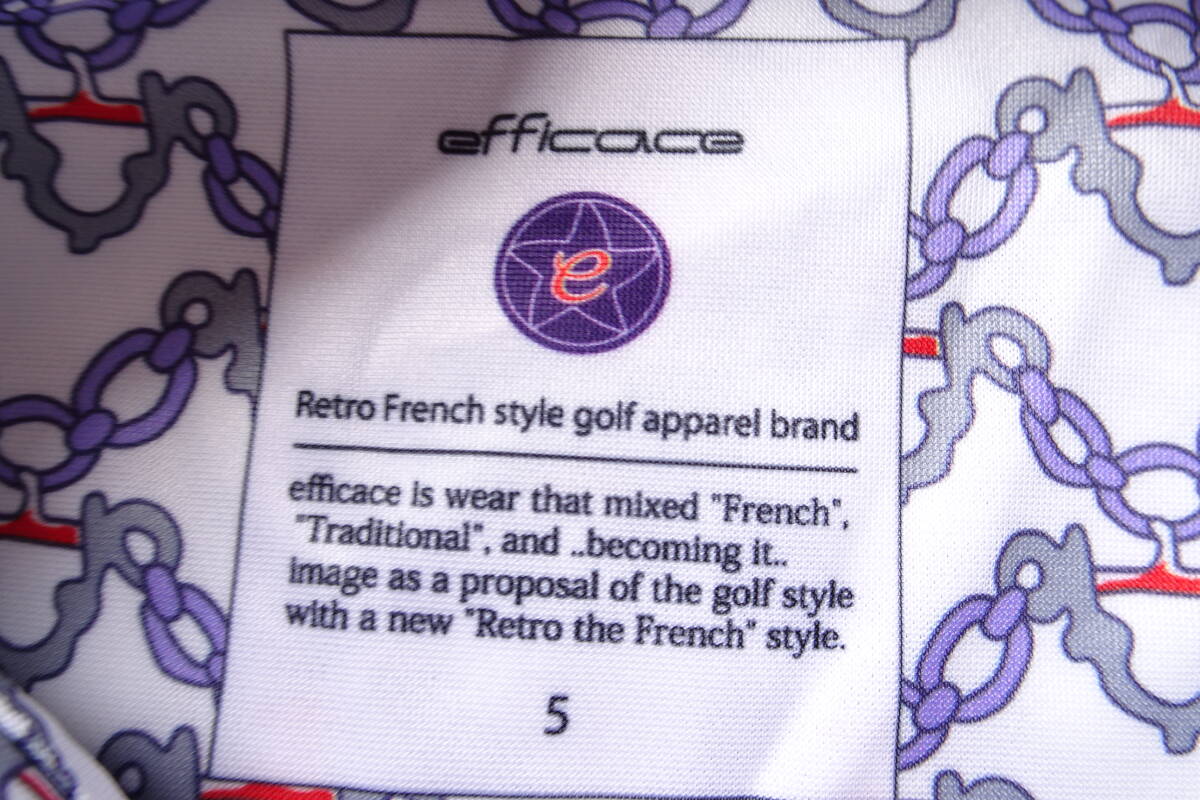 efficace
e
Retro French style golf apparel brand
efficace is wear that mixed "French",
"Traditional", and ..becoming it..
image as a proposal of the golf style
with a new "Retro the French" style.
5